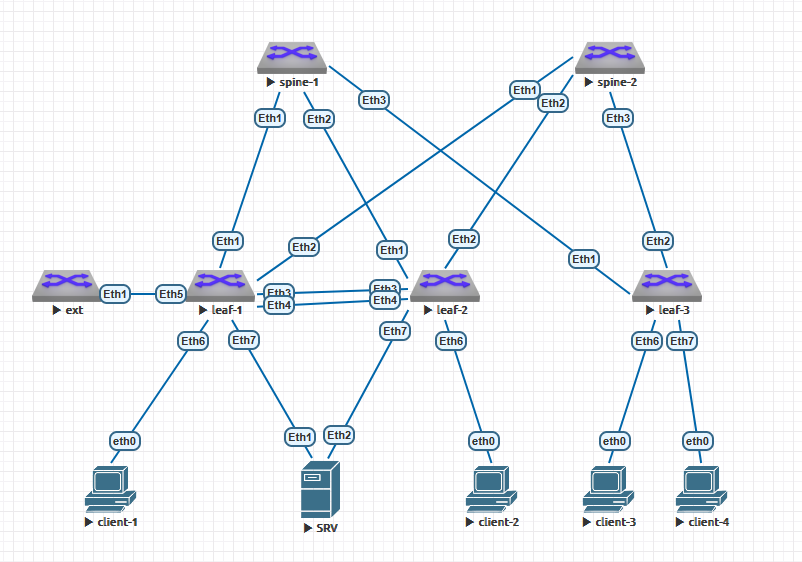 spine-1
spine-2
Eth1
Eth2
Eth3
Eth1
Eth2
Eth3
Eth1
Eth2
Eth1
Eth2
Eth1
Eth2
Eth1
Eth5
Eth3
Eth4
Eth3
Eth4
ext
leaf-1
leaf-2
leaf-3
Eth6
Eth7
Eth7
Eth6
Eth6
Eth7
eth0
Eth1
Eth2
eth0
eth0
eth0
client-1
SRV
client-2
client-3
client-4